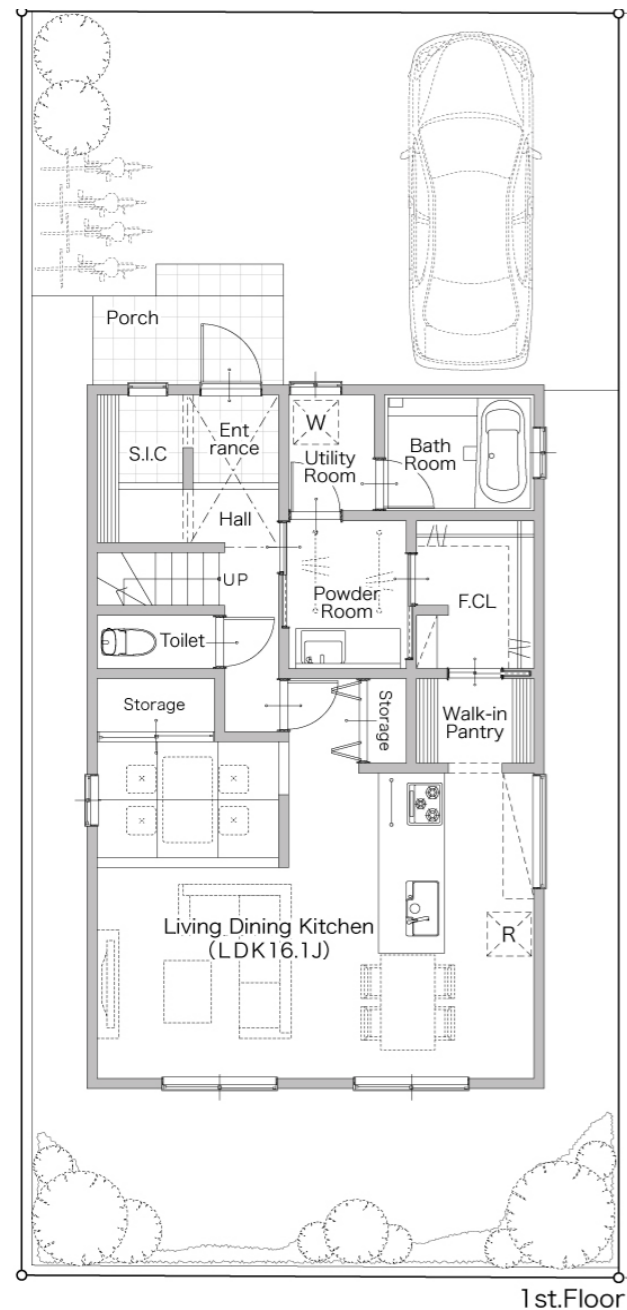 Porch
Ent
rance
S.I.C
W
Utility
Room
Bath
Room
Hall
UP
Powder
Room
F.CL
Toilet
Storage
Storage
Walk-in
Pantry
Living Dining Kitchen
(LDK16.1J)
R
1st.Floor